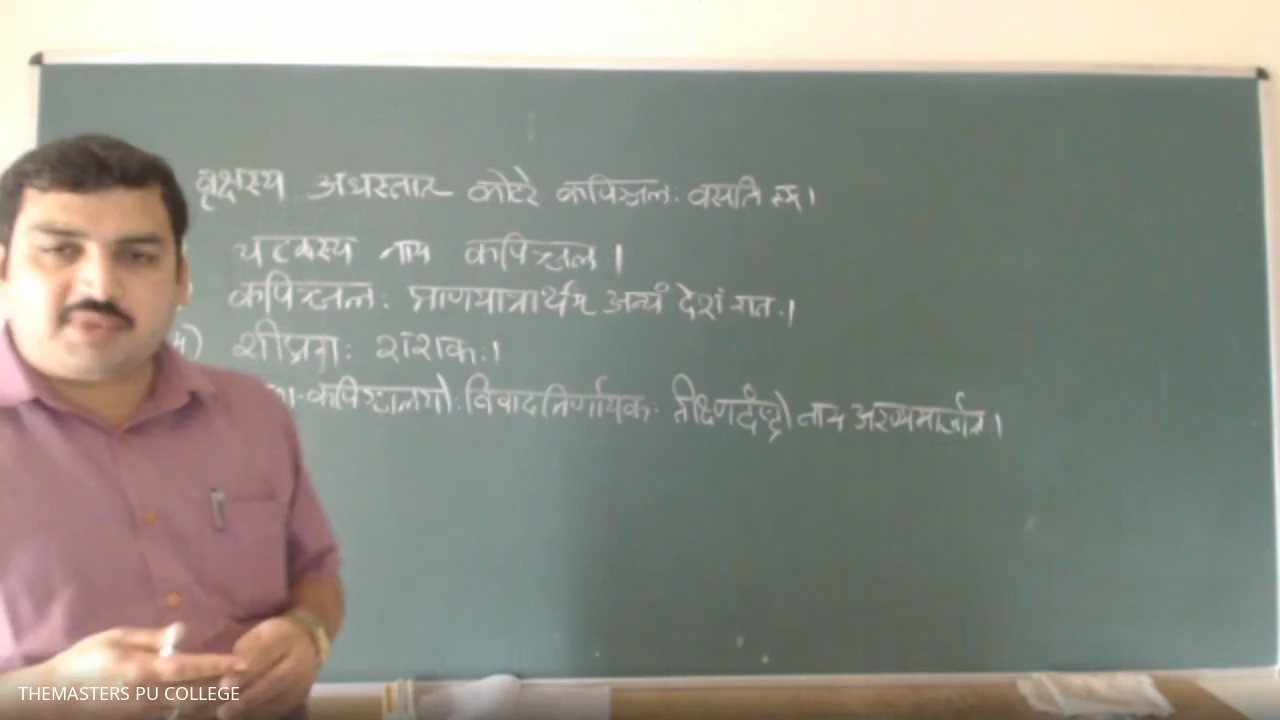 वृक्षस्य अधस्तात् कोटरे कपिञ्जलः वसति स्म।
चटकस्य नाम कपिञ्जल।
कपिञ्जलः प्राणयात्रार्थम् अन्यं देशं गतः।
) शीघ्रगः शशकः।
कपिञ्जलयोः विवादनिर्णायकः तीक्ष्णदंष्ट्रो नाम अरण्यमार्जारः।
THEMASTERS PU COLLEGE